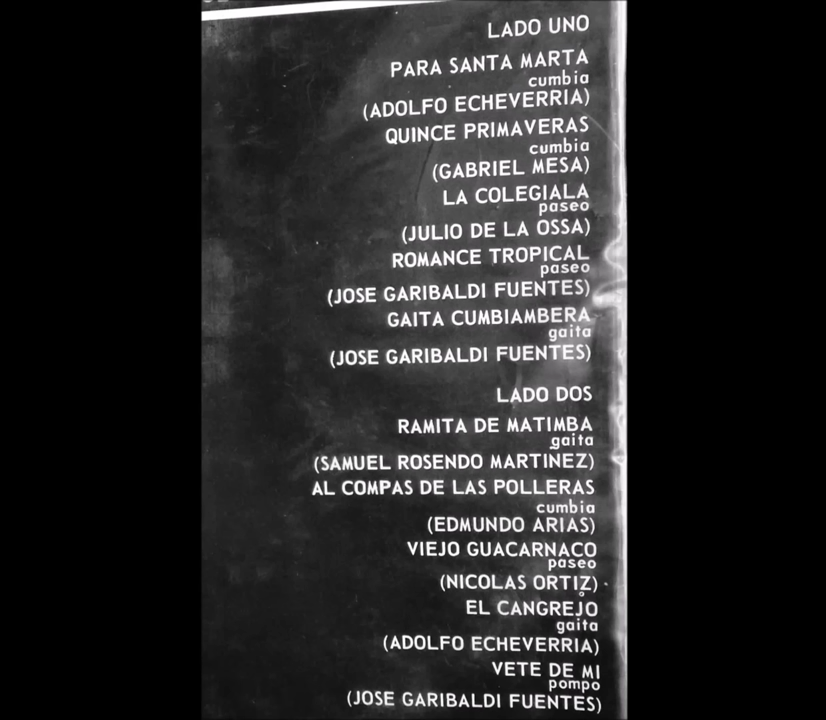 LADO UNO
PARA SANTA MARTA
cumbia
(ADOLFO ECHEVERRIA)
QUINCE PRIMAVERAS
cumbia
(GABRIEL MESA)
LA COLEGIALA
paseo
(JULIO DE LA OSSA)
ROMANCE TROPICAL
paseo
(JOSE GARIBALDI FUENTES)
GAITA CUMBIAMBERA
gaita
(JOSE GARIBALDI FUENTES)
LADO DOS
RAMITA DE MATIMBA
gaita
(SAMUEL ROSENDO MARTINEZ)
AL COMPAS DE LAS POLLERAS
cumbia
(EDMUNDO ARIAS)
VIEJO GUACARNACO
paseo
(NICOLAS ORTIZ)
EL CANGREJO
gaita
(ADOLFO ECHEVERRIA)
VETE DE MI
pompo
(JOSE GARIBALDI FUENTES)